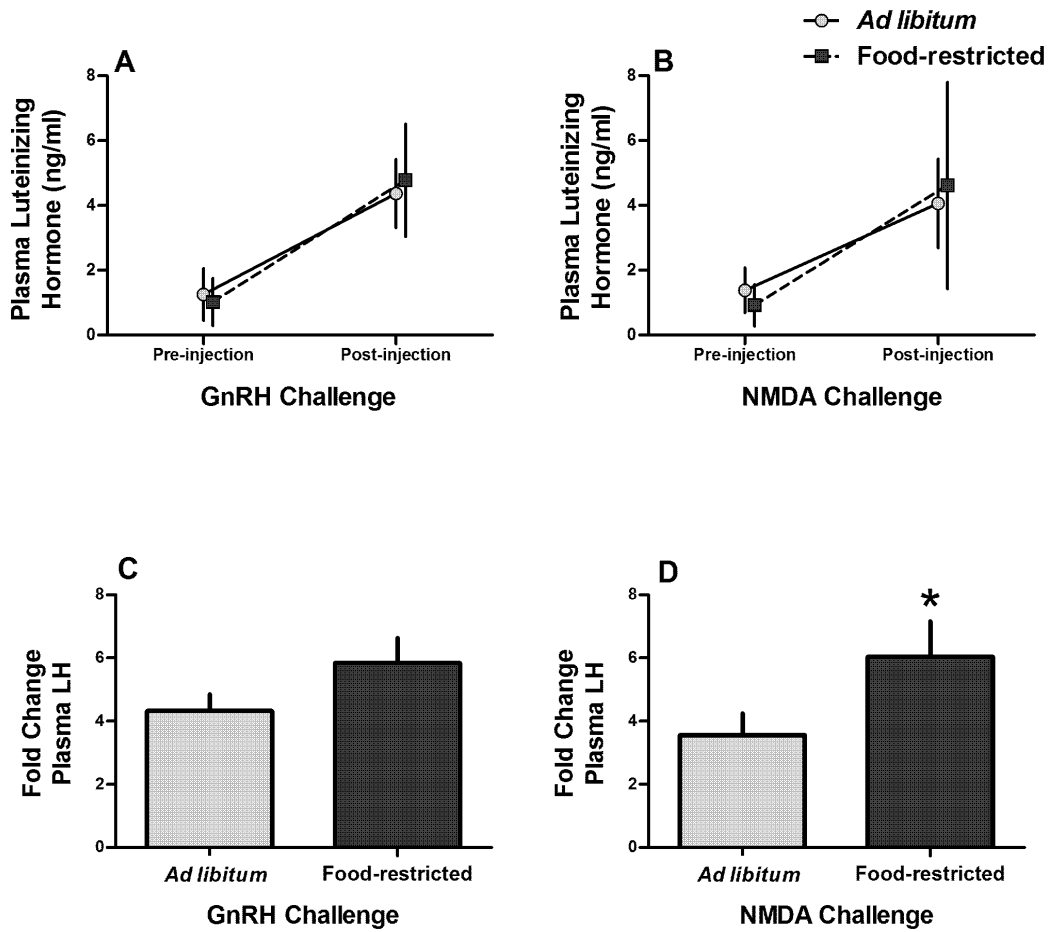 Ad libitum
Food-restricted
A
Plasma Luteinizing
Hormone (ng/ml)
8
6
4
2
0
Pre-injection
Post-injection
GnRH Challenge
B
Plasma Luteinizing
Hormone (ng/ml)
8
6
4
2
0
Pre-injection
Post-injection
NMDA Challenge
C
Fold Change
Plasma LH
8
6
4
2
0
Ad libitum
Food-restricted
GnRH Challenge
D
Fold Change
Plasma LH
8
6
4
2
0
*
Ad libitum
Food-restricted
NMDA Challenge